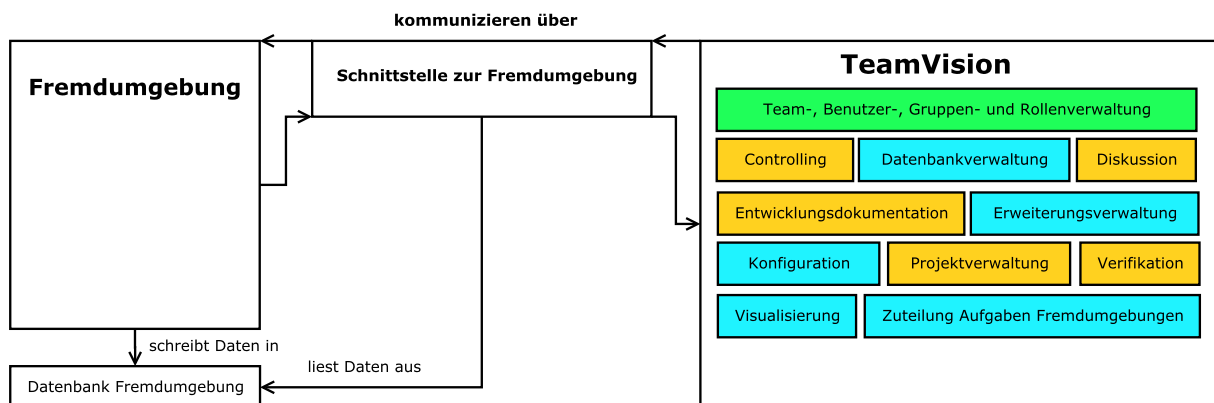 kommunizieren über
Fremdumgebung
Schnittstelle zur Fremdumgebung
TeamVision
Team-, Benutzer-, Gruppen- und Rollenverwaltung
Controlling
Datenbankverwaltung
Diskussion
Entwicklungsdokumentation
Erweiterungsverwaltung
Konfiguration
Projektverwaltung
Verifikation
Visualisierung
Zuteilung Aufgaben Fremdumgebungen
schreibt Daten in
liest Daten aus
Datenbank Fremdumgebung